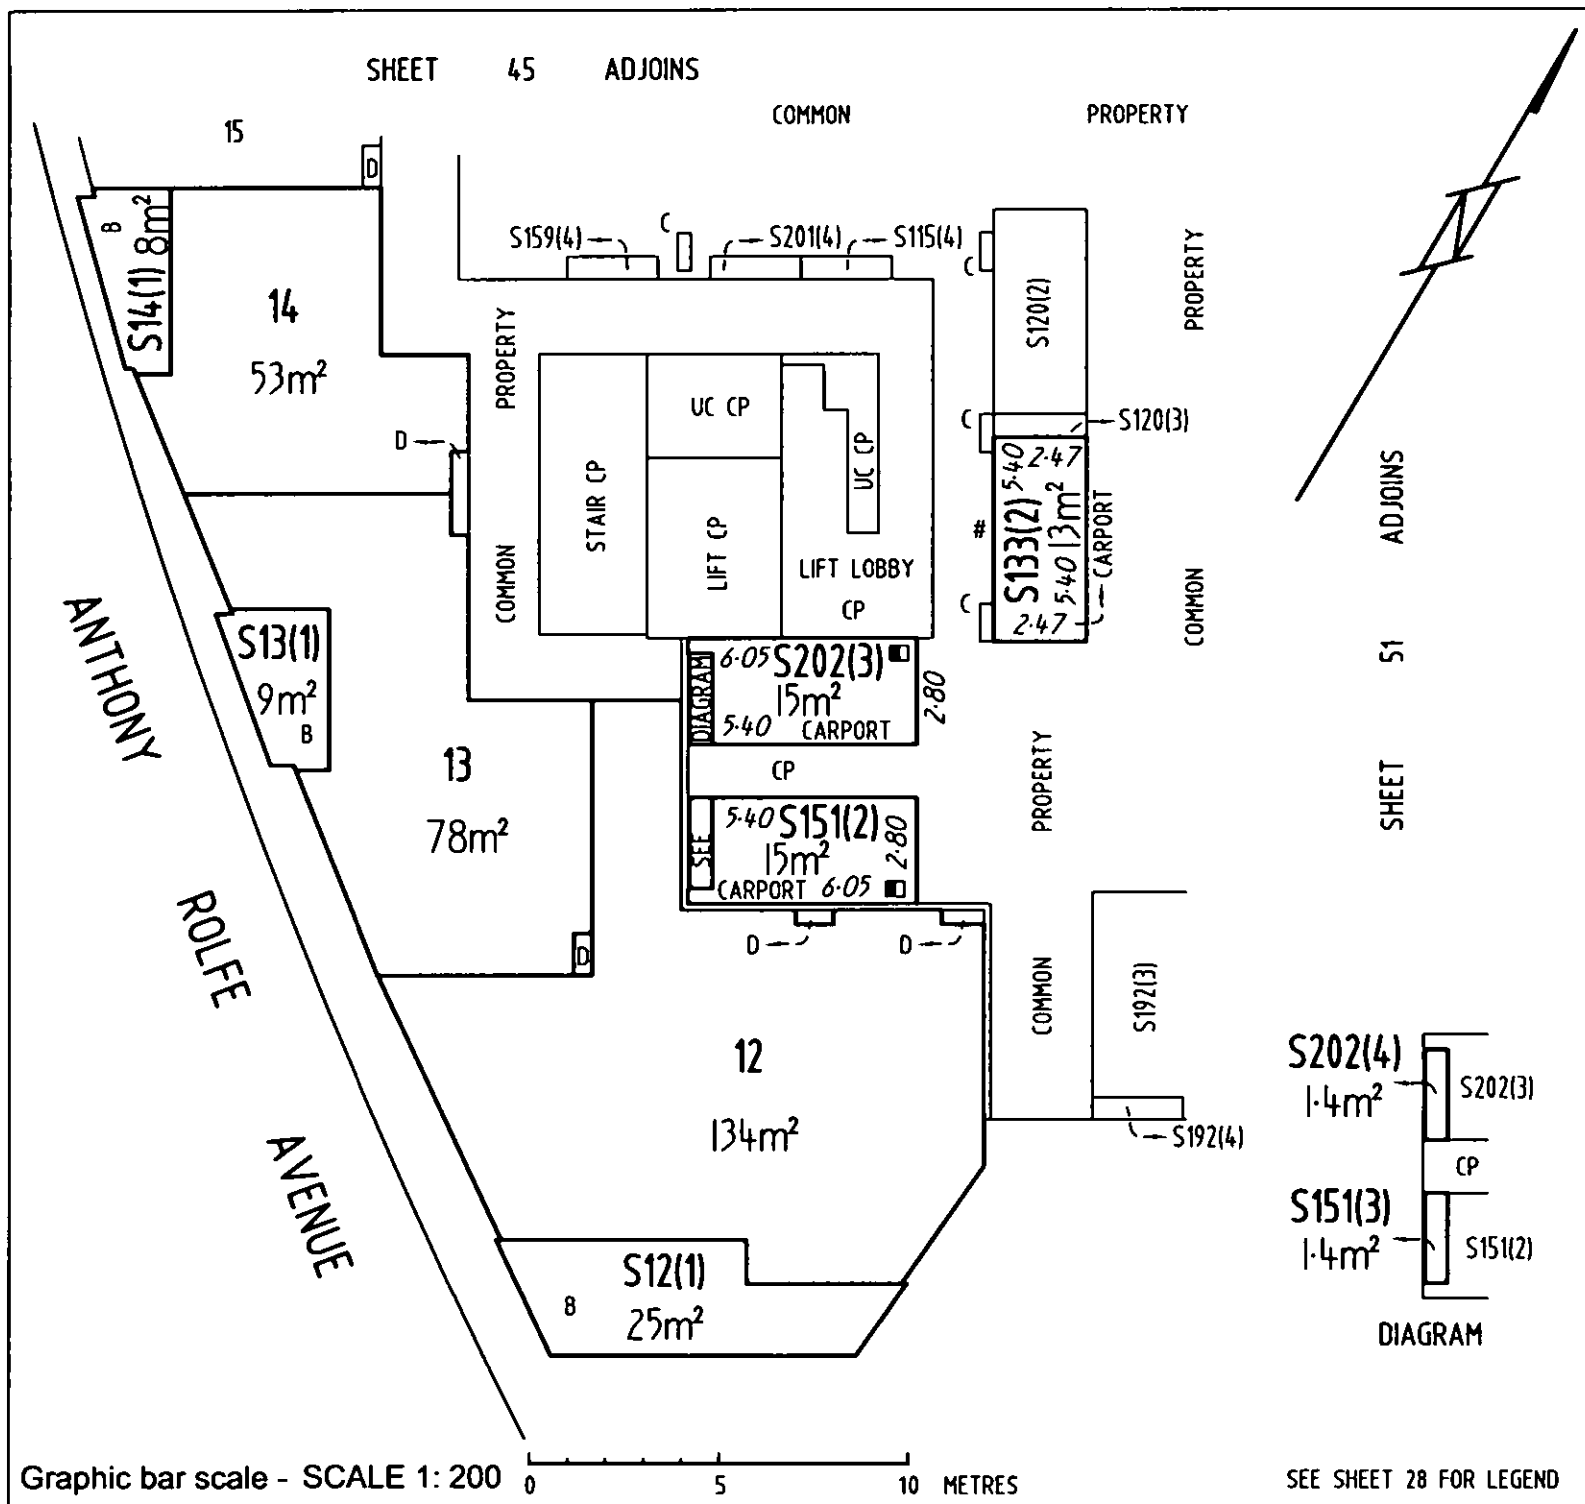 SHEET 45 ADJOINS
COMMON PROPERTY
15
D
B
S14(1) 8m²
14
53m²
S159(4)
C
S201(4)
S115(4)
C
S120(2)
PROPERTY
COMMON
PROPERTY
COMMON
STAIR CP
UC CP
UC CP
LIFT CP
LIFT LOBBY
CP
D
C
S120(3)
5·40 2·47
S133(2) 13m²
5·40
2·47
CARPORT
#
C
SHEET 51 ADJOINS
S13(1)
9m²
B
13
78m²
D
6·05 S202(3)
15m²
5·40 CARPORT
2·80
DIAGRAM
CP
SEE
5·40 S151(2)
15m²
2·80
CARPORT 6·05
D
D
PROPERTY
COMMON
S192(3)
S192(4)
12
134m²
S12(1)
25m²
B
ANTHONY
ROLFE
AVENUE
S202(4)
1·4m²
S202(3)
CP
S151(3)
1·4m²
S151(2)
DIAGRAM
Graphic bar scale - SCALE 1: 200
0 5 10 METRES
SEE SHEET 28 FOR LEGEND